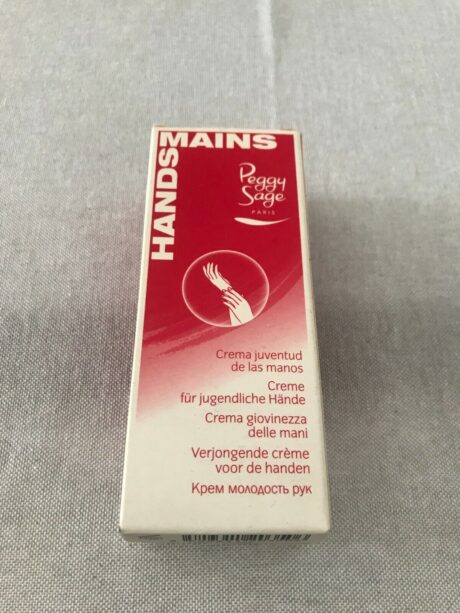 MAINS
HANDS
Peggy
Sage
PARIS
Crema juventud
de las manos
Creme
für jugendliche Hände
Crema giovinezza
delle mani
Verjongende crème
voor de handen
Крем молодость рук